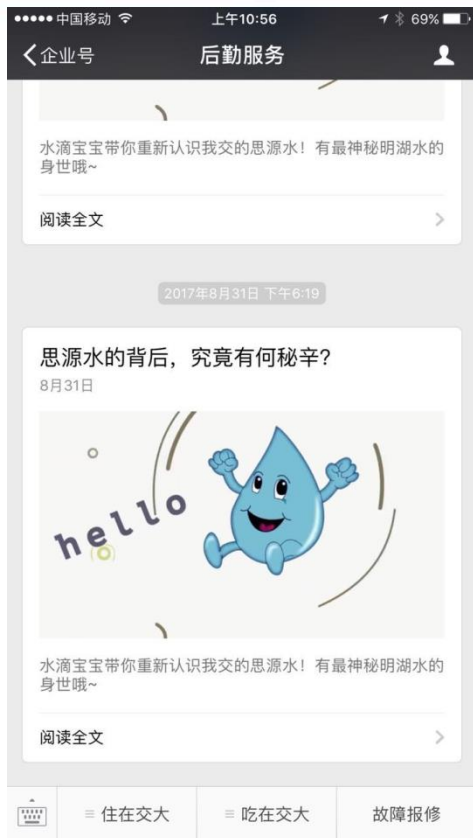 中国移动 上午10:56 69%
企业号 后勤服务
水滴宝宝带你重新认识我交的思源水！有最神秘明湖水的
身世哦~
阅读全文
2017年8月31日 下午6:19
思源水的背后，究竟有何秘辛？
8月31日
hello
水滴宝宝带你重新认识我交的思源水！有最神秘明湖水的
身世哦~
阅读全文
住在交大 吃在交大 故障报修